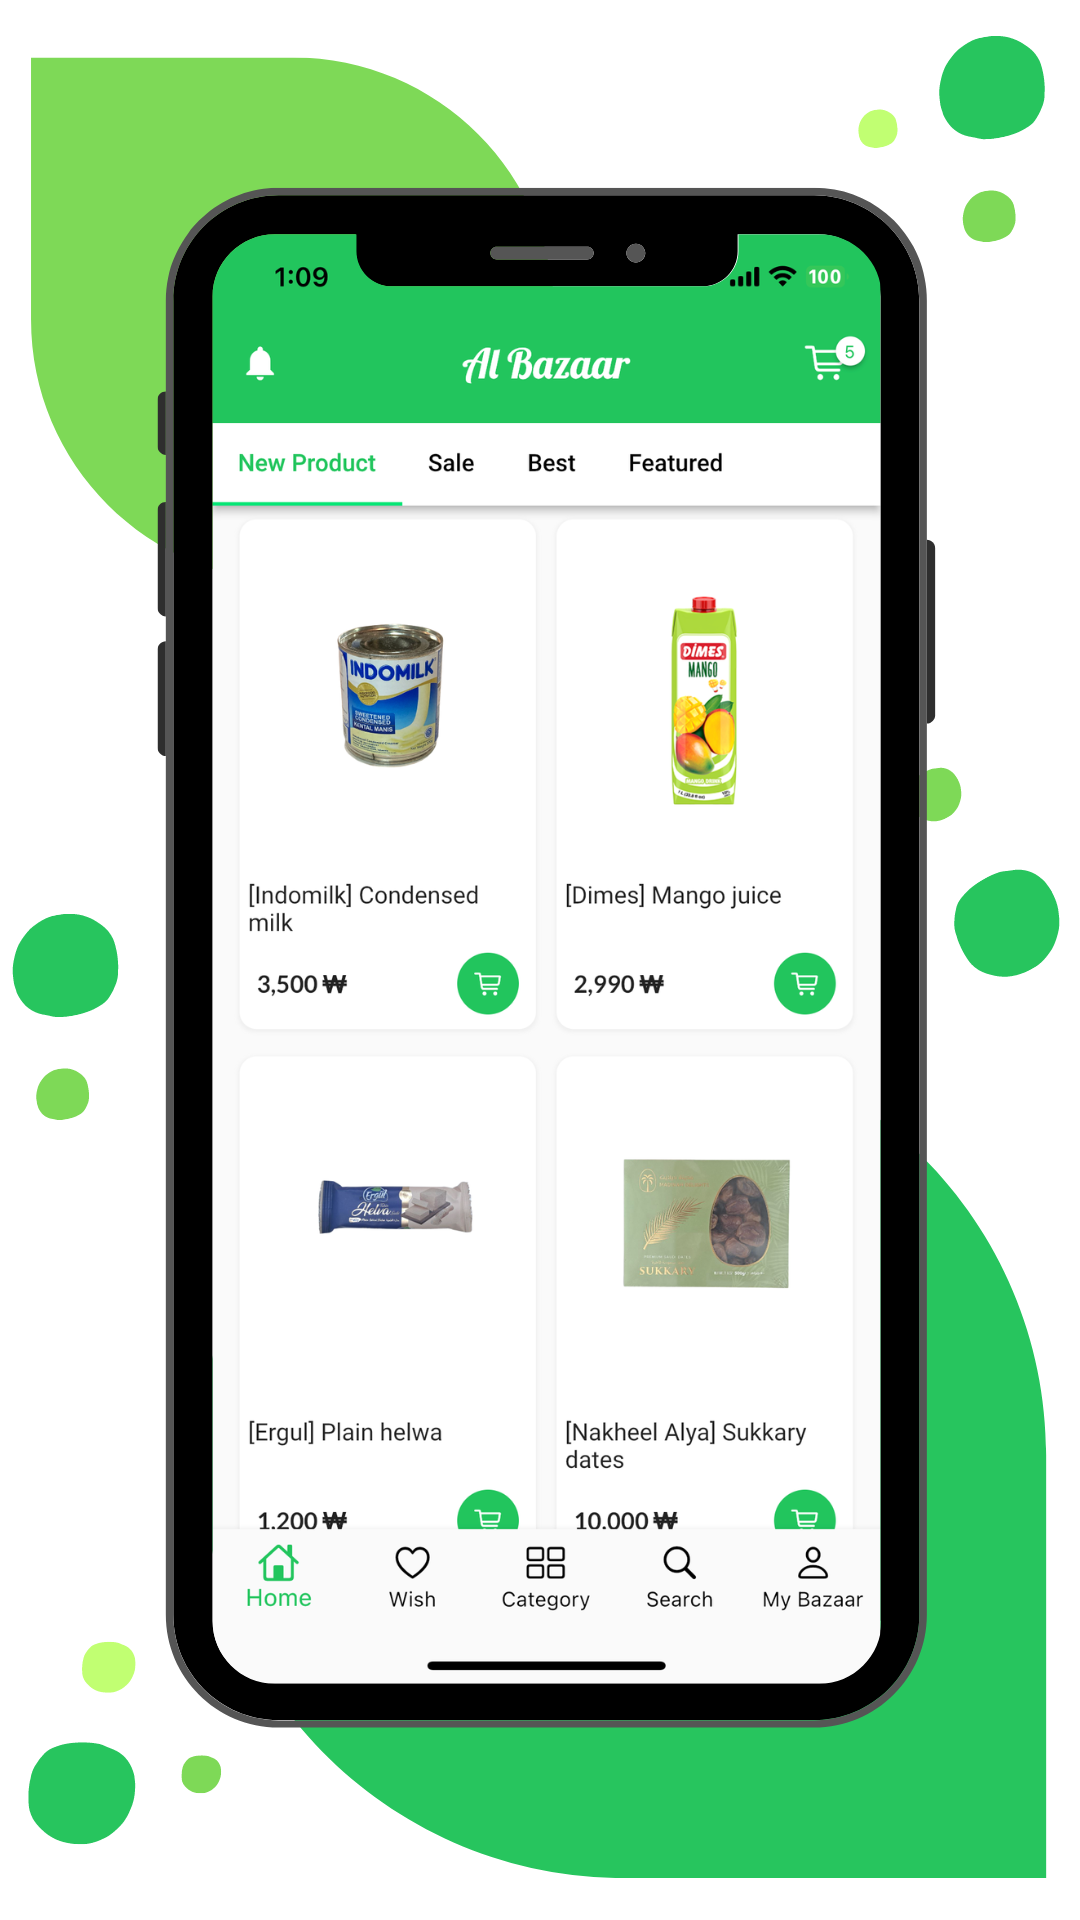 1:09
100
Al Bazaar
5
New Product Sale Best Featured
INDOMILK
SWEETENED
CONDENSED
KENTAL MANIS
DİMES
MANGO
[Indomilk] Condensed
milk
[Dimes] Mango juice
3,500 ₩
2,990 ₩
Ergül
Helva
SUKKARY
[Ergul] Plain helwa
[Nakheel Alya] Sukkary
dates
1,200 ₩
10,000 ₩
Home Wish Category Search My Bazaar